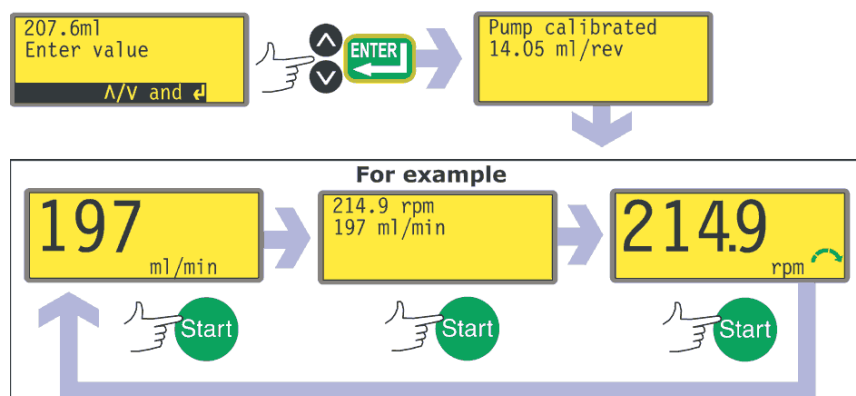 207.6ml
Enter value
Λ/V and ↲
ENTER
Pump calibrated
14.05 ml/rev
For example
197
ml/min
214.9 rpm
197 ml/min
214.9
rpm
Start
Start
Start